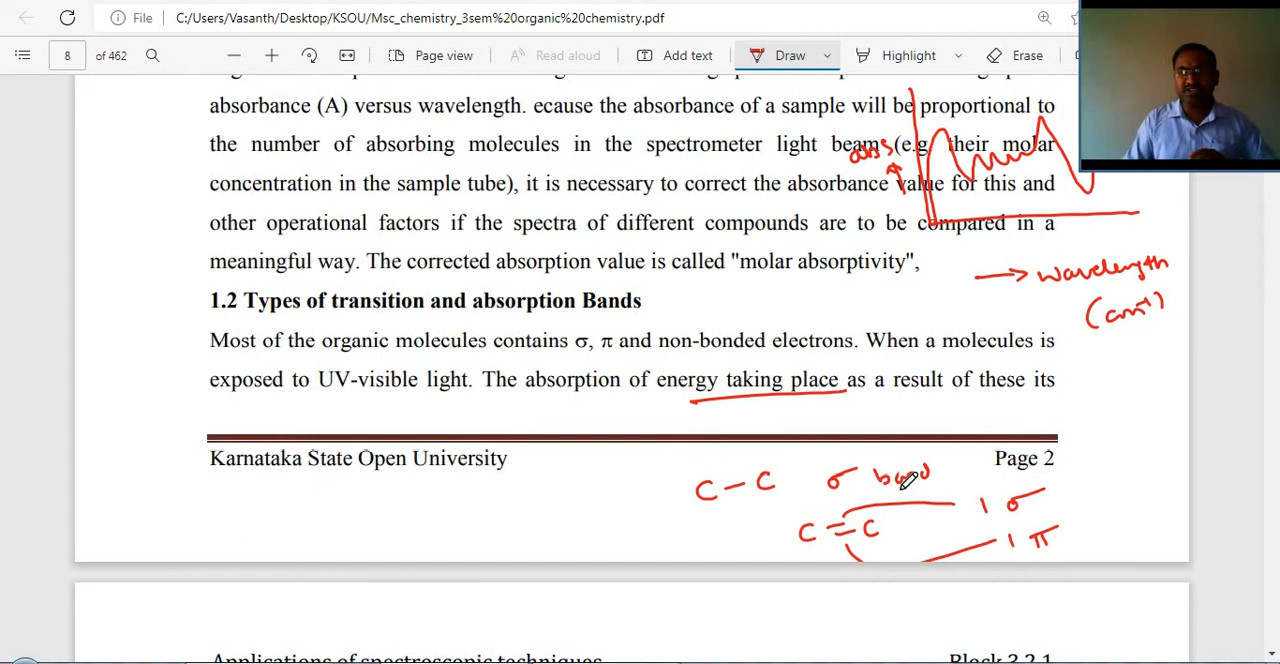 File C:/Users/Vasanth/Desktop/KSOU/Msc_chemistry_3sem%20organic%20chemistry.pdf
8 of 462 Page view Read aloud Add text Draw Highlight Erase
absorbance (A) versus wavelength. ecause the absorbance of a sample will be proportional to
the number of absorbing molecules in the spectrometer light beams (e.g. their molar
abs
concentration in the sample tube), it is necessary to correct the absorbance value for this and
other operational factors if the spectra of different compounds are to be compared in a
meaningful way. The corrected absorption value is called "molar absorptivity",
→ wavelength
(cm⁻¹)
1.2 Types of transition and absorption Bands
Most of the organic molecules contains σ, π and non-bonded electrons. When a molecules is
exposed to UV-visible light. The absorption of energy taking place as a result of these its
Karnataka State Open University Page 2
C – C σ bond
C = C 1 σ
1 π
Applications of spectroscopic techniques Block 3.2.1